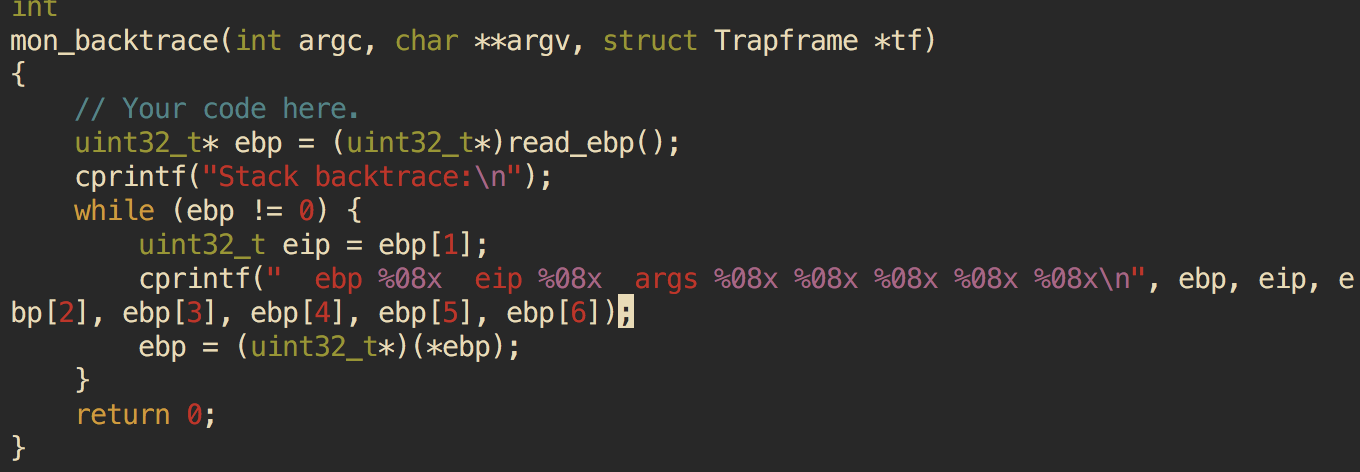 int
mon_backtrace(int argc, char **argv, struct Trapframe *tf)
{
    // Your code here.
    uint32_t* ebp = (uint32_t*)read_ebp();
    cprintf("Stack backtrace:\n");
    while (ebp != 0) {
        uint32_t eip = ebp[1];
        cprintf("  ebp %08x  eip %08x  args %08x %08x %08x %08x %08x\n", ebp, eip, e
bp[2], ebp[3], ebp[4], ebp[5], ebp[6]);
        ebp = (uint32_t*)(*ebp);
    }
    return 0;
}